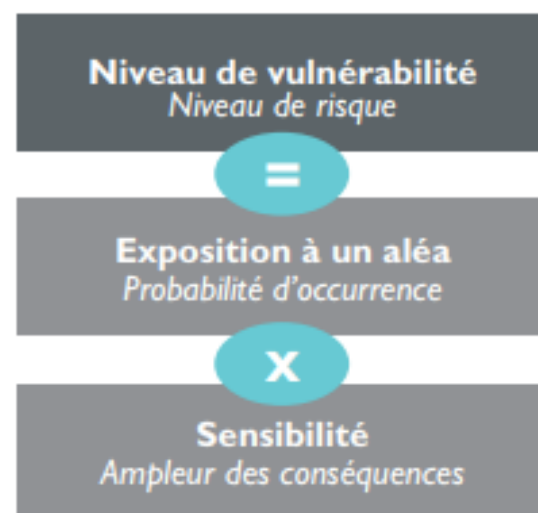 Niveau de vulnérabilité
Niveau de risque
=
Exposition à un aléa
Probabilité d'occurrence
x
Sensibilité
Ampleur des conséquences